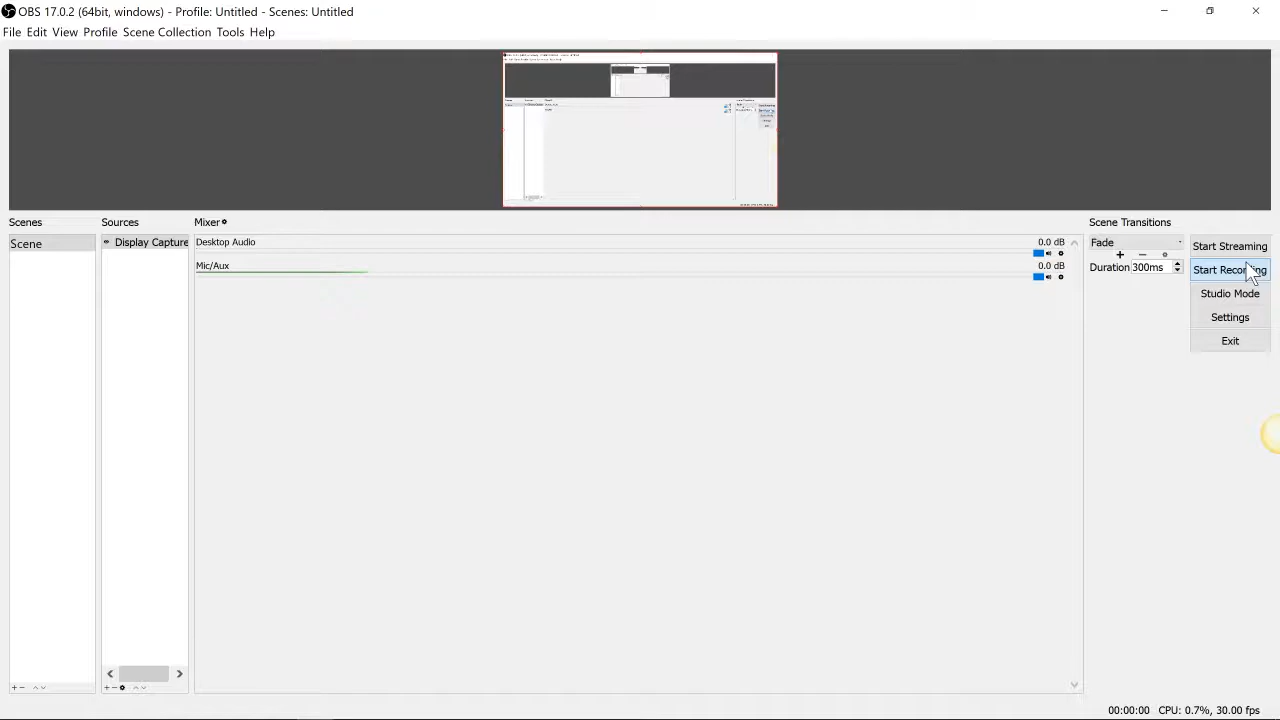 OBS 17.0.2 (64bit, windows) - Profile: Untitled - Scenes: Untitled
File Edit View Profile Scene Collection Tools Help
Scenes
Sources
Mixer
Scene Transitions
Scene
Display Capture
Desktop Audio
0.0 dB
Mic/Aux
0.0 dB
Fade
Duration 300ms
Start Streaming
Start Recording
Studio Mode
Settings
Exit
00:00:00 CPU: 0.7%, 30.00 fps